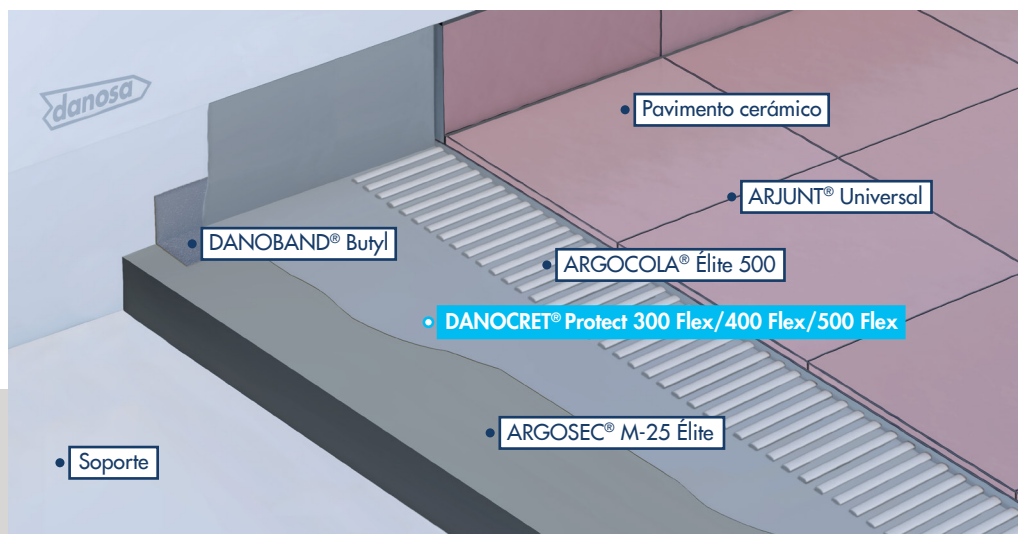 danosa
Pavimento cerámico
ARJUNT® Universal
DANOBAND® Butyl
ARGOCOLA® Élite 500
DANOCRET® Protect 300 Flex/400 Flex/500 Flex
ARGOSEC® M-25 Élite
Soporte